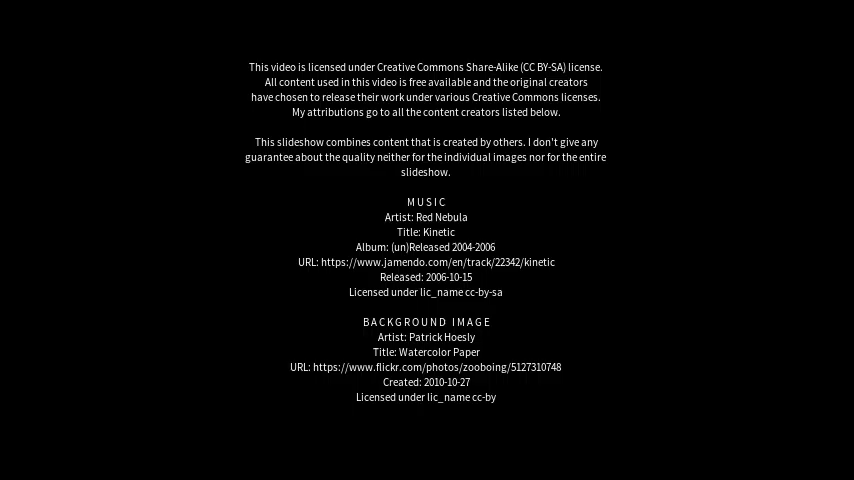 This video is licensed under Creative Commons Share-Alike (CC BY-SA) license.
All content used in this video is free available and the original creators
have chosen to release their work under various Creative Commons licenses.
My attributions go to all the content creators listed below.
This slideshow combines content that is created by others. I don't give any
guarantee about the quality neither for the individual images nor for the entire
slideshow.
MUSIC
Artist: Red Nebula
Title: Kinetic
Album: (un)Released 2004-2006
URL: https://www.jamendo.com/en/track/22342/kinetic
Released: 2006-10-15
Licensed under lic_name cc-by-sa
BACKGROUND IMAGE
Artist: Patrick Hoesly
Title: Watercolor Paper
URL: https://www.flickr.com/photos/zooboing/5127310748
Created: 2010-10-27
Licensed under lic_name cc-by